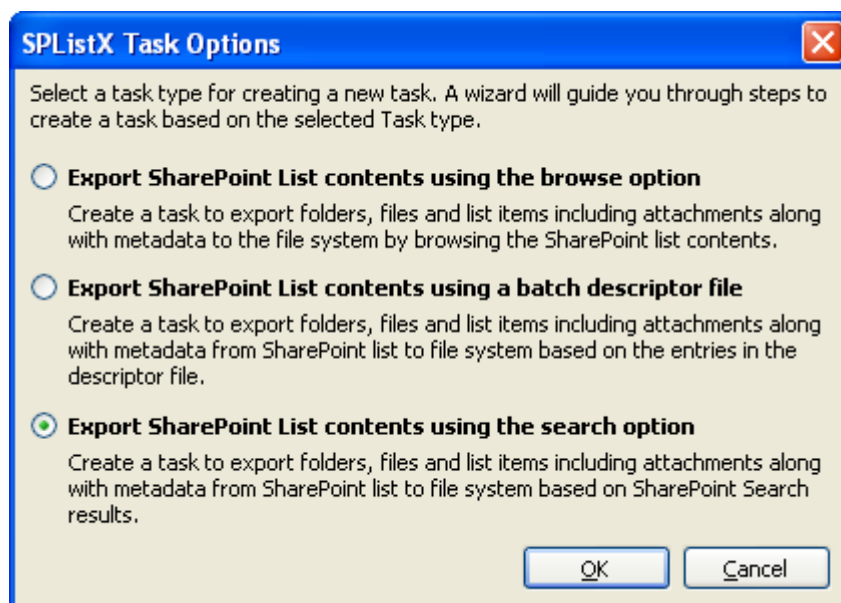 SPListX Task Options
Select a task type for creating a new task. A wizard will guide you through steps to
create a task based on the selected Task type.
Export SharePoint List contents using the browse option
Create a task to export folders, files and list items including attachments along
with metadata to the file system by browsing the SharePoint list contents.
Export SharePoint List contents using a batch descriptor file
Create a task to export folders, files and list items including attachments along
with metadata from SharePoint list to file system based on the entries in the
descriptor file.
Export SharePoint List contents using the search option
Create a task to export folders, files and list items including attachments along
with metadata from SharePoint list to file system based on SharePoint Search
results.
OK Cancel